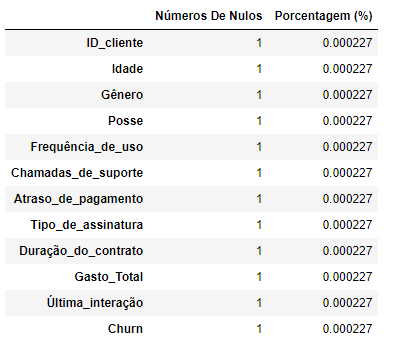 Números De Nulos Porcentagem (%)
ID_cliente 1 0.000227
Idade 1 0.000227
Gênero 1 0.000227
Posse 1 0.000227
Frequência_de_uso 1 0.000227
Chamadas_de_suporte 1 0.000227
Atraso_de_pagamento 1 0.000227
Tipo_de_assinatura 1 0.000227
Duração_do_contrato 1 0.000227
Gasto_Total 1 0.000227
Última_interação 1 0.000227
Churn 1 0.000227